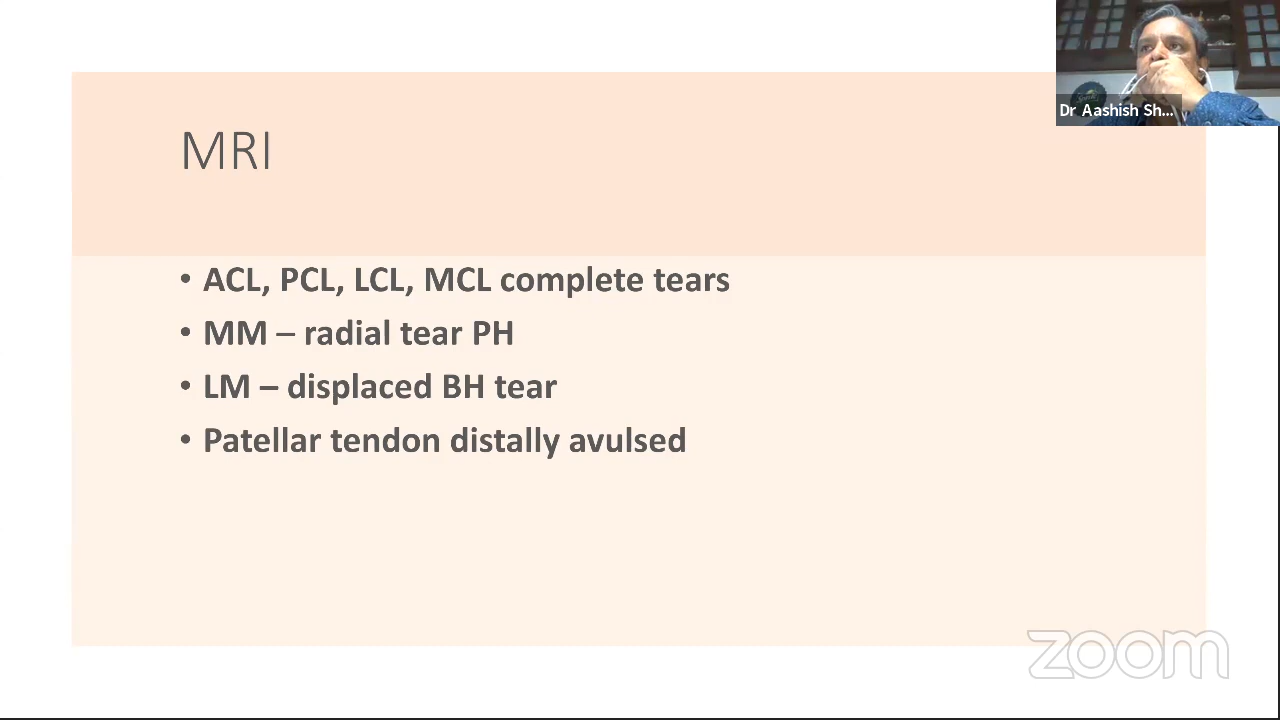 Dr Aashish Sh...
MRI
• ACL, PCL, LCL, MCL complete tears
• MM – radial tear PH
• LM – displaced BH tear
• Patellar tendon distally avulsed
zoom